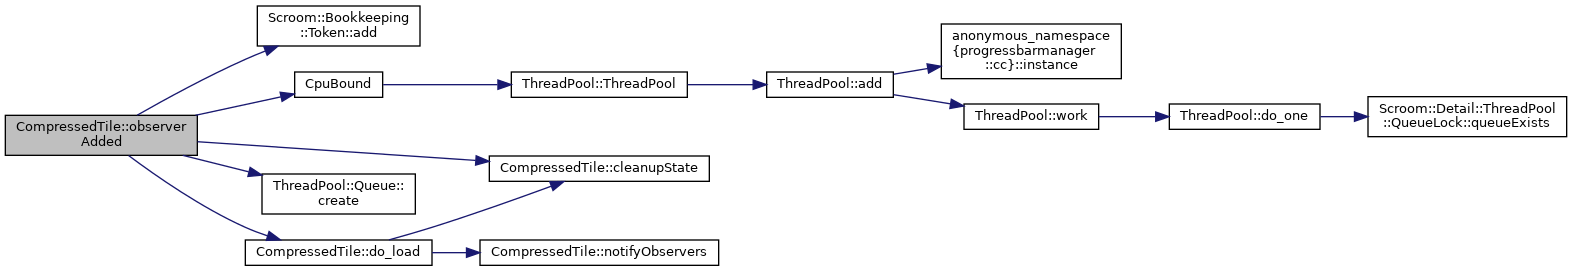 Scroom::Bookkeeping
::Token::add
anonymous_namespace
{progressbarmanager
::cc}::instance
CpuBound
ThreadPool::ThreadPool
ThreadPool::add
Scroom::Detail::ThreadPool
::QueueLock::queueExists
ThreadPool::work
ThreadPool::do_one
CompressedTile::observer
Added
CompressedTile::cleanupState
ThreadPool::Queue::
create
CompressedTile::do_load
CompressedTile::notifyObservers